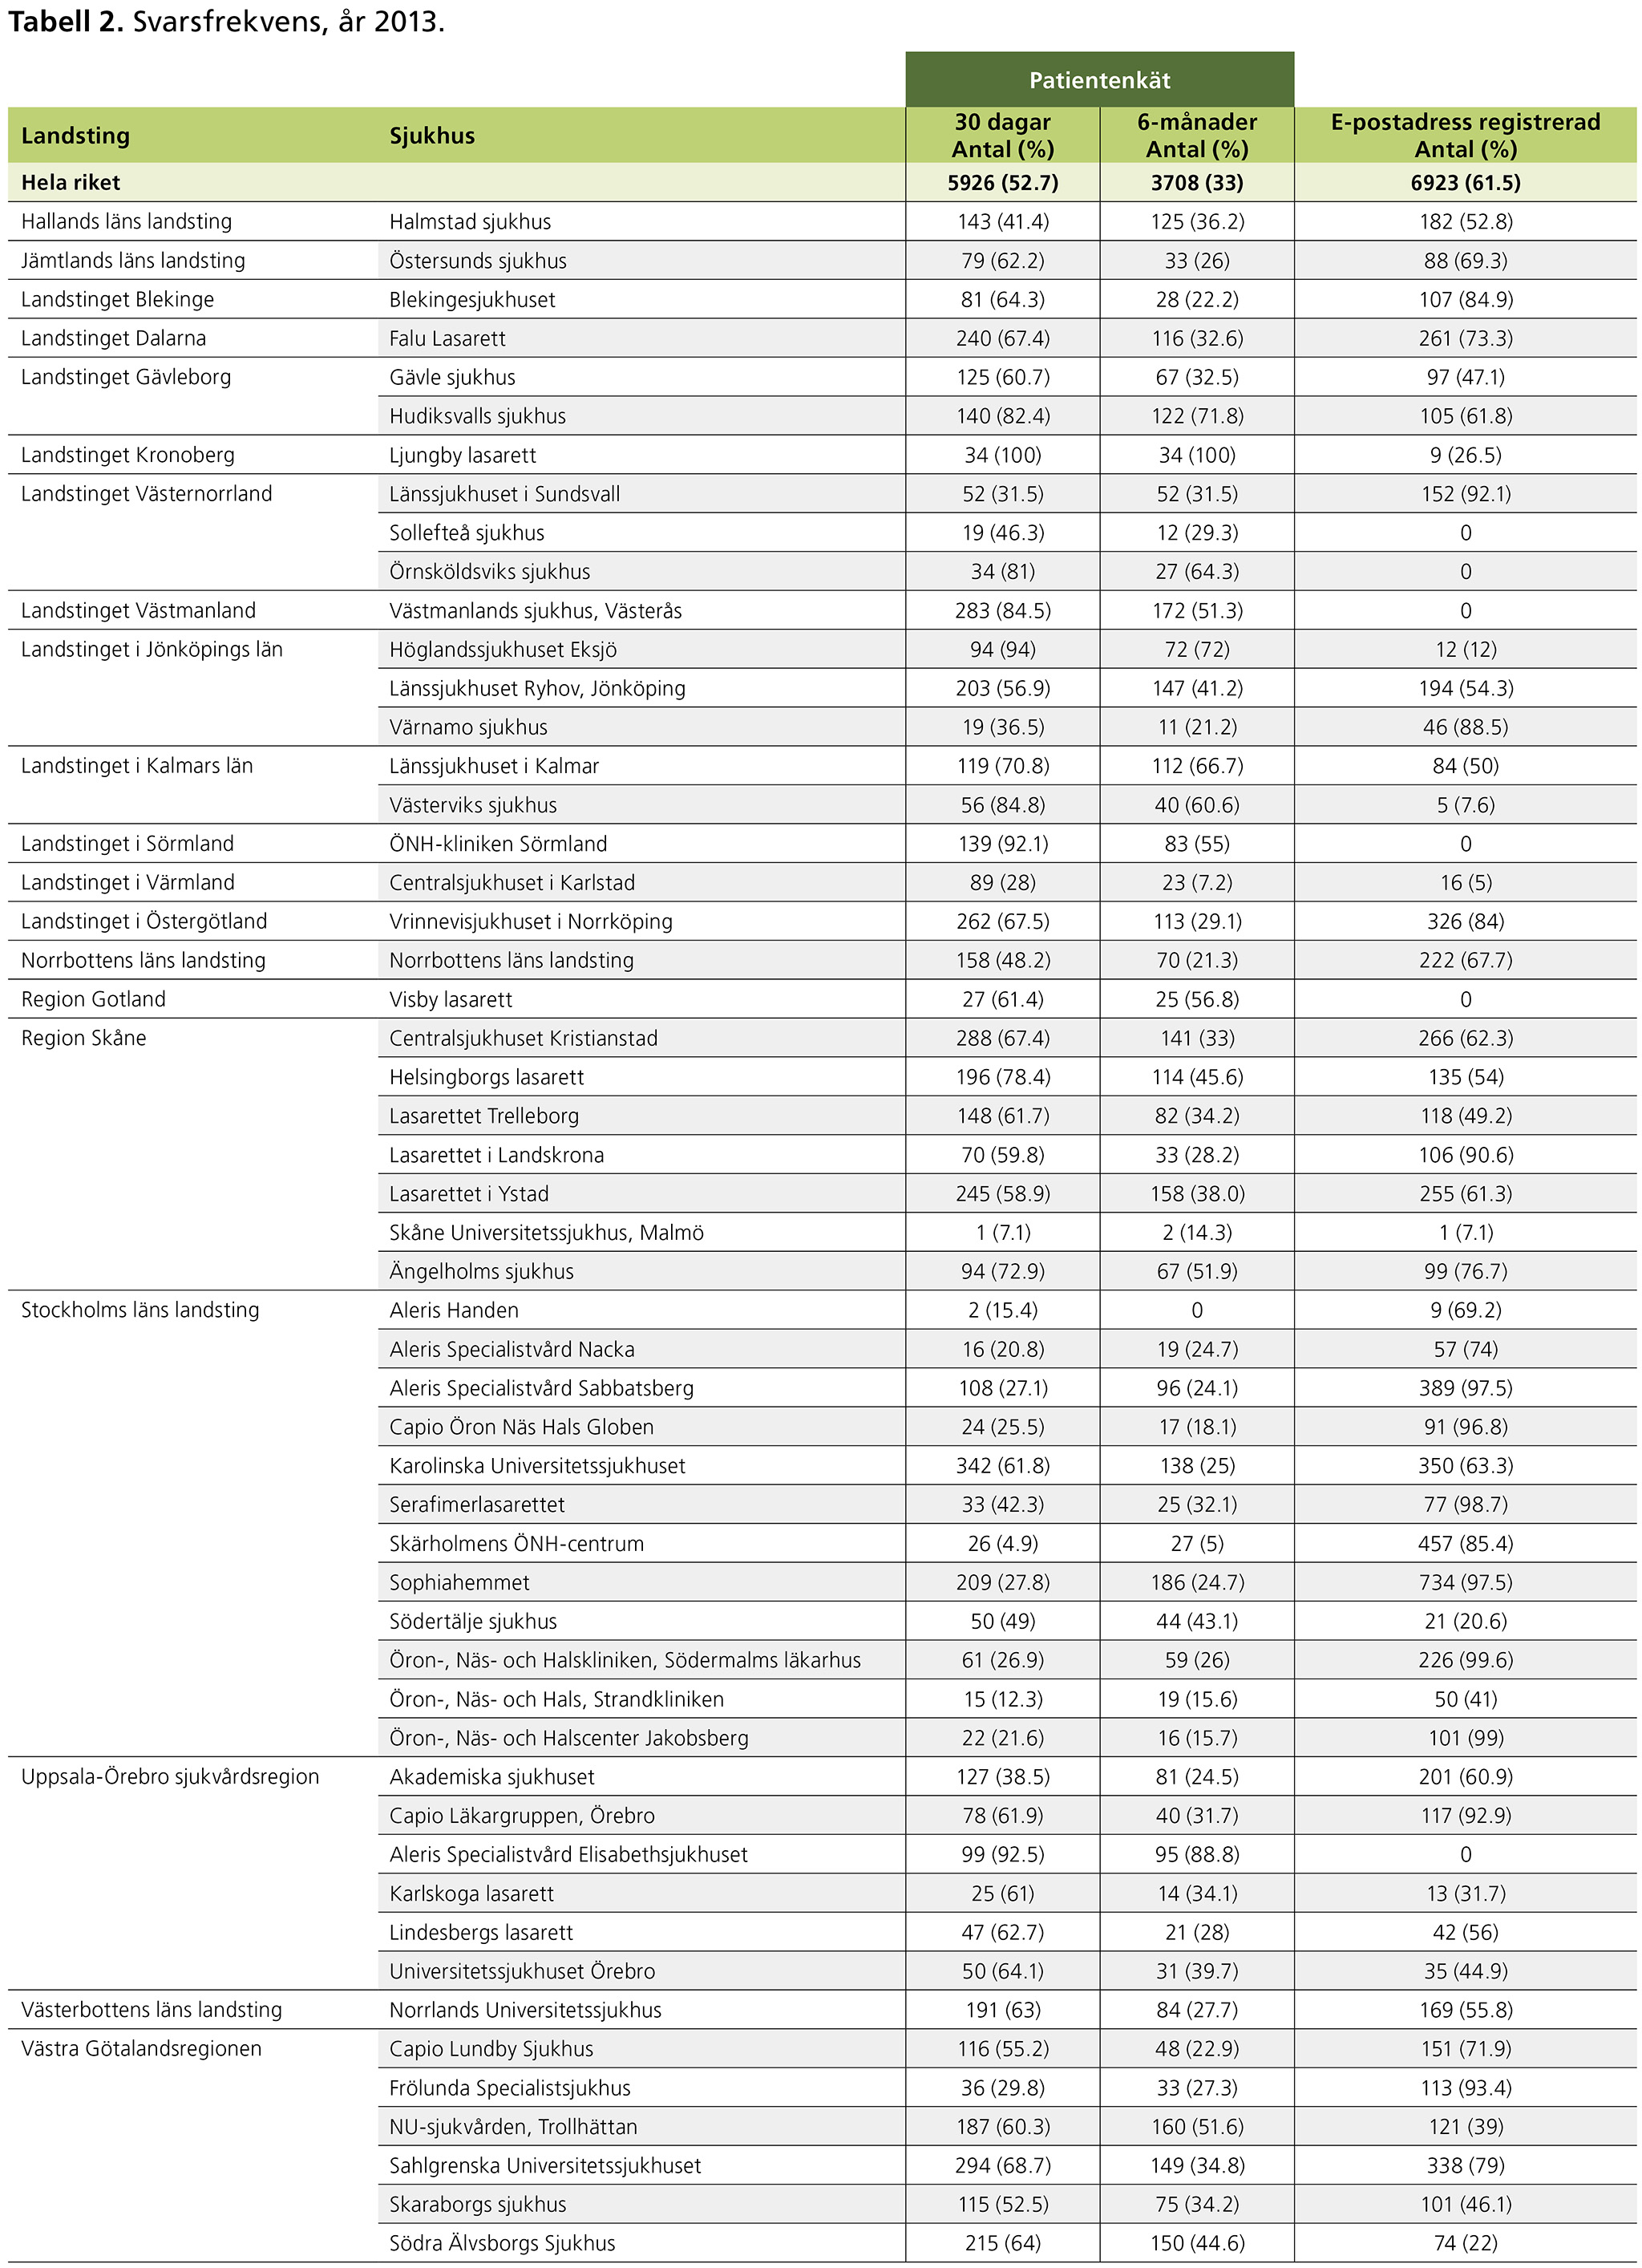 Tabell 2. Svarsfrekvens, år 2013.
Patientenkät
Landsting Sjukhus 30 dagar Antal (%) 6-månader Antal (%) E-postadress registrerad Antal (%)
Hela riket 5926 (52.7) 3708 (33) 6923 (61.5)
Hallands läns landsting Halmstad sjukhus 143 (41.4) 125 (36.2) 182 (52.8)
Jämtlands läns landsting Östersunds sjukhus 79 (62.2) 33 (26) 88 (69.3)
Landstinget Blekinge Blekingesjukhuset 81 (64.3) 28 (22.2) 107 (84.9)
Landstinget Dalarna Falu Lasarett 240 (67.4) 116 (32.6) 261 (73.3)
Landstinget Gävleborg Gävle sjukhus 125 (60.7) 67 (32.5) 97 (47.1)
Hudiksvalls sjukhus 140 (82.4) 122 (71.8) 105 (61.8)
Landstinget Kronoberg Ljungby lasarett 34 (100) 34 (100) 9 (26.5)
Landstinget Västernorrland Länssjukhuset i Sundsvall 52 (31.5) 52 (31.5) 152 (92.1)
Sollefteå sjukhus 19 (46.3) 12 (29.3) 0
Örnsköldsviks sjukhus 34 (81) 27 (64.3) 0
Landstinget Västmanland Västmanlands sjukhus, Västerås 283 (84.5) 172 (51.3) 0
Landstinget i Jönköpings län Höglandssjukhuset Eksjö 94 (94) 72 (72) 12 (12)
Länssjukhuset Ryhov, Jönköping 203 (56.9) 147 (41.2) 194 (54.3)
Värnamo sjukhus 19 (36.5) 11 (21.2) 46 (88.5)
Landstinget i Kalmars län Länssjukhuset i Kalmar 119 (70.8) 112 (66.7) 84 (50)
Västerviks sjukhus 56 (84.8) 40 (60.6) 5 (7.6)
Landstinget i Sörmland ÖNH-kliniken Sörmland 139 (92.1) 83 (55) 0
Landstinget i Värmland Centralsjukhuset i Karlstad 89 (28) 23 (7.2) 16 (5)
Landstinget i Östergötland Vrinnevisjukhuset i Norrköping 262 (67.5) 113 (29.1) 326 (84)
Norrbottens läns landsting Norrbottens läns landsting 158 (48.2) 70 (21.3) 222 (67.7)
Region Gotland Visby lasarett 27 (61.4) 25 (56.8) 0
Region Skåne Centralsjukhuset Kristianstad 288 (67.4) 141 (33) 266 (62.3)
Helsingborgs lasarett 196 (78.4) 114 (45.6) 135 (54)
Lasarettet Trelleborg 148 (61.7) 82 (34.2) 118 (49.2)
Lasarettet i Landskrona 70 (59.8) 33 (28.2) 106 (90.6)
Lasarettet i Ystad 245 (58.9) 158 (38.0) 255 (61.3)
Skåne Universitetssjukhus, Malmö 1 (7.1) 2 (14.3) 1 (7.1)
Ängelholms sjukhus 94 (72.9) 67 (51.9) 99 (76.7)
Stockholms läns landsting Aleris Handen 2 (15.4) 0 9 (69.2)
Aleris Specialistvård Nacka 16 (20.8) 19 (24.7) 57 (74)
Aleris Specialistvård Sabbatsberg 108 (27.1) 96 (24.1) 389 (97.5)
Capio Öron Näs Hals Globen 24 (25.5) 17 (18.1) 91 (96.8)
Karolinska Universitetssjukhuset 342 (61.8) 138 (25) 350 (63.3)
Serafimerlasarettet 33 (42.3) 25 (32.1) 77 (98.7)
Skärholmens ÖNH-centrum 26 (4.9) 27 (5) 457 (85.4)
Sophiahemmet 209 (27.8) 186 (24.7) 734 (97.5)
Södertälje sjukhus 50 (49) 44 (43.1) 21 (20.6)
Öron-, Näs- och Halskliniken, Södermalms läkarhus 61 (26.9) 59 (26) 226 (99.6)
Öron-, Näs- och Hals, Strandkliniken 15 (12.3) 19 (15.6) 50 (41)
Öron-, Näs- och Halscenter Jakobsberg 22 (21.6) 16 (15.7) 101 (99)
Uppsala-Örebro sjukvårdsregion Akademiska sjukhuset 127 (38.5) 81 (24.5) 201 (60.9)
Capio Läkargruppen, Örebro 78 (61.9) 40 (31.7) 117 (92.9)
Aleris Specialistvård Elisabethsjukhuset 99 (92.5) 95 (88.8) 0
Karlskoga lasarett 25 (61) 14 (34.1) 13 (31.7)
Lindesbergs lasarett 47 (62.7) 21 (28) 42 (56)
Universitetssjukhuset Örebro 50 (64.1) 31 (39.7) 35 (44.9)
Västerbottens läns landsting Norrlands Universitetssjukhus 191 (63) 84 (27.7) 169 (55.8)
Västra Götalandsregionen Capio Lundby Sjukhus 116 (55.2) 48 (22.9) 151 (71.9)
Frölunda Specialistsjukhus 36 (29.8) 33 (27.3) 113 (93.4)
NU-sjukvården, Trollhättan 187 (60.3) 160 (51.6) 121 (39)
Sahlgrenska Universitetssjukhuset 294 (68.7) 149 (34.8) 338 (79)
Skaraborgs sjukhus 115 (52.5) 75 (34.2) 101 (46.1)
Södra Älvsborgs Sjukhus 215 (64) 150 (44.6) 74 (22)